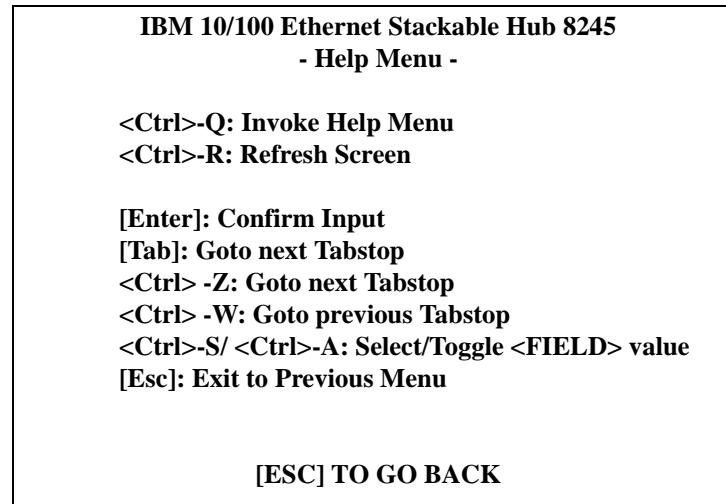 IBM 10/100 Ethernet Stackable Hub 8245
- Help Menu -
<Ctrl>-Q: Invoke Help Menu
<Ctrl>-R: Refresh Screen
[Enter]: Confirm Input
[Tab]: Goto next Tabstop
<Ctrl> -Z: Goto next Tabstop
<Ctrl> -W: Goto previous Tabstop
<Ctrl>-S/ <Ctrl>-A: Select/Toggle <FIELD> value
[Esc]: Exit to Previous Menu
[ESC] TO GO BACK